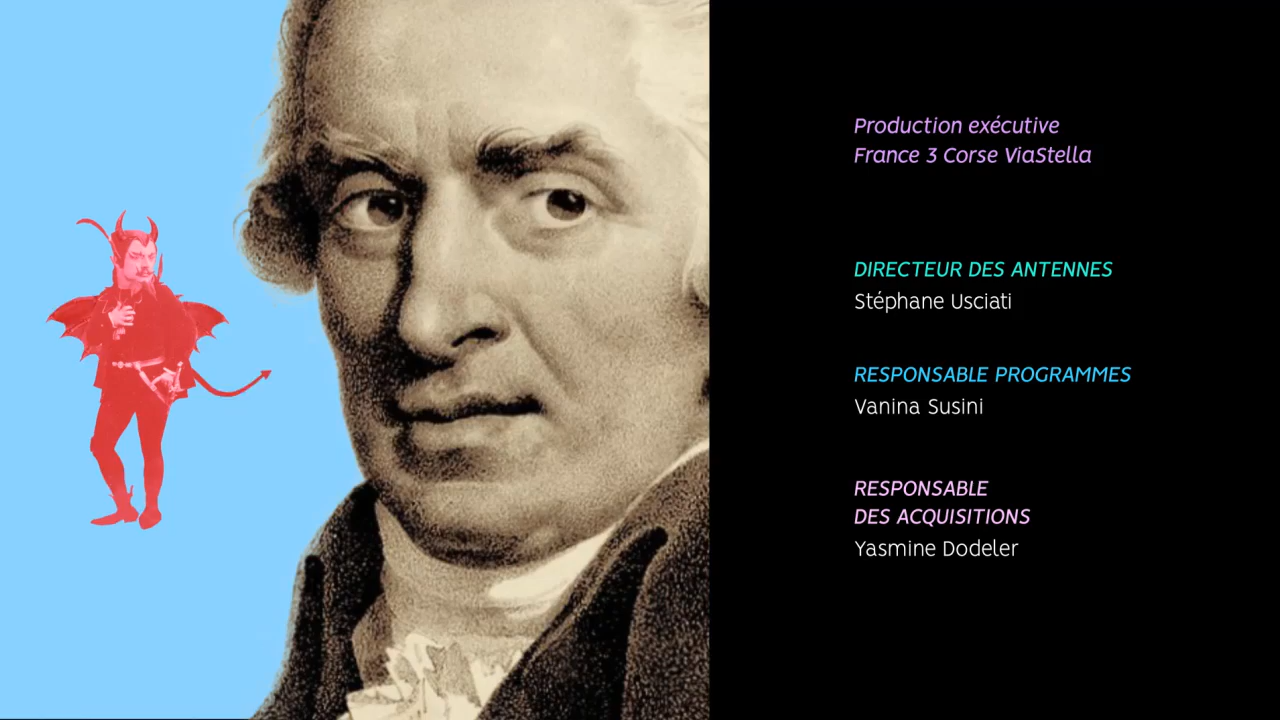 Production exécutive
France 3 Corse ViaStella
DIRECTEUR DES ANTENNES
Stéphane Usciati
RESPONSABLE PROGRAMMES
Vanina Susini
RESPONSABLE
DES ACQUISITIONS
Yasmine Dodeler